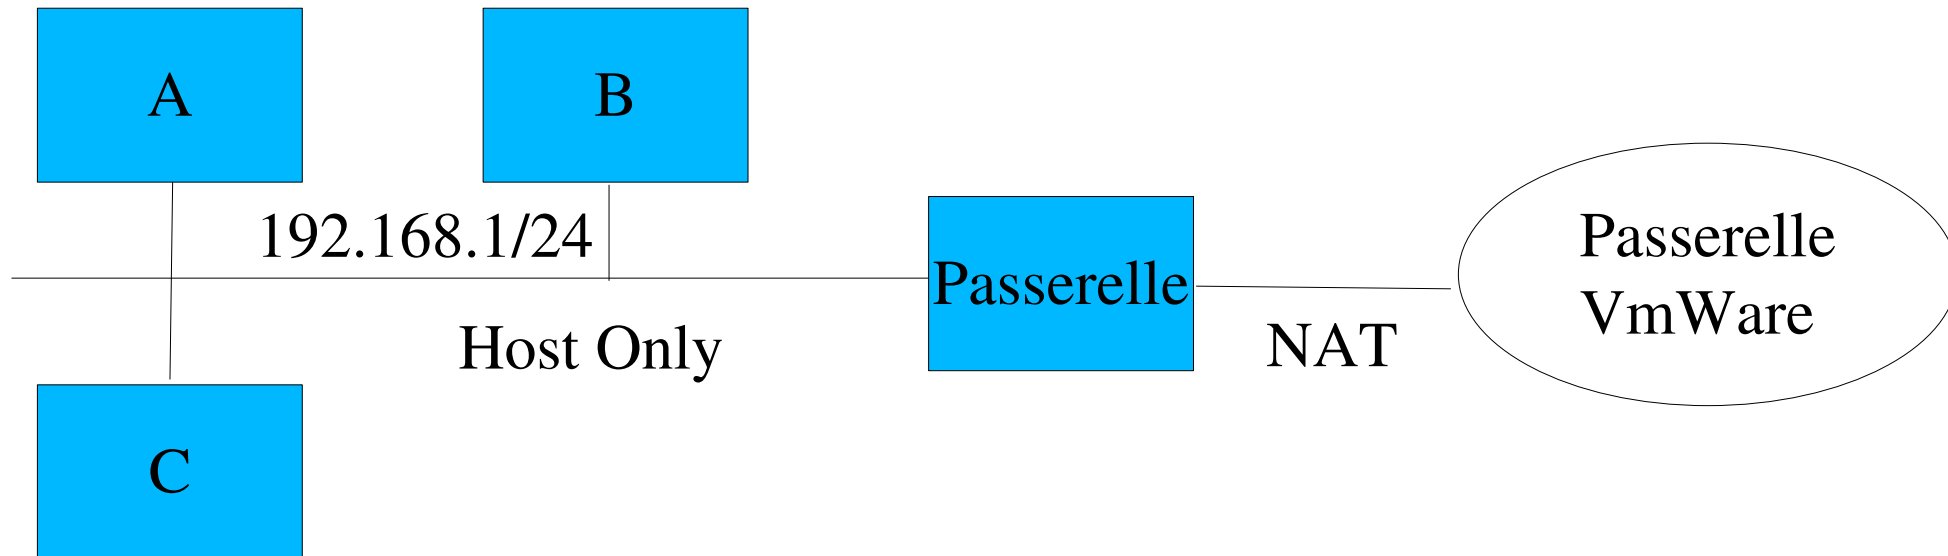 A
B
192.168.1/24
Passerelle
Passerelle
VmWare
Host Only
NAT
C